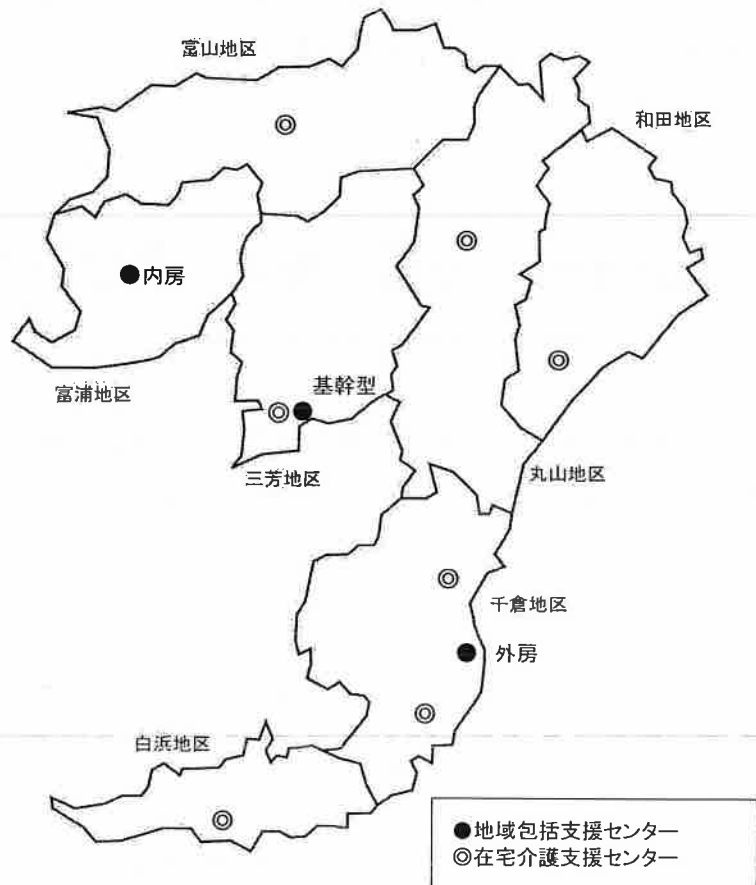 富山地区
和田地区
内房
富浦地区
基幹型
三芳地区
丸山地区
千倉地区
外房
白浜地区
●地域包括支援センター
◎在宅介護支援センター